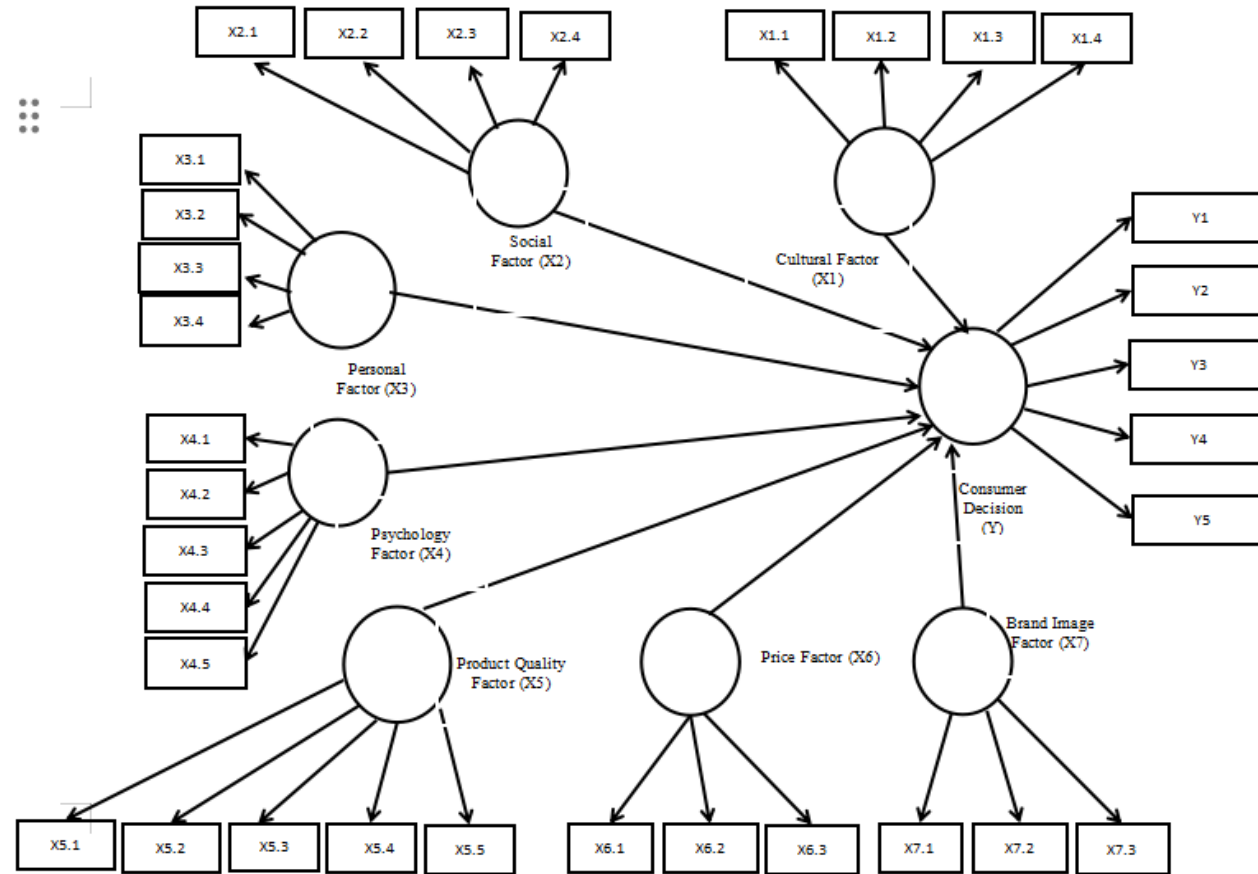 X2.1
X2.2
X2.3
X2.4
X1.1
X1.2
X1.3
X1.4
X3.1
X3.2
X3.3
X3.4
Social
Factor (X2)
Cultural Factor
(X1)
Y1
Y2
Y3
Y4
Y5
Personal
Factor (X3)
X4.1
X4.2
X4.3
X4.4
X4.5
Psychology
Factor (X4)
Consumer
Decision
(Y)
Product Quality
Factor (X5)
Price Factor (X6)
Brand Image
Factor (X7)
X5.1
X5.2
X5.3
X5.4
X5.5
X6.1
X6.2
X6.3
X7.1
X7.2
X7.3